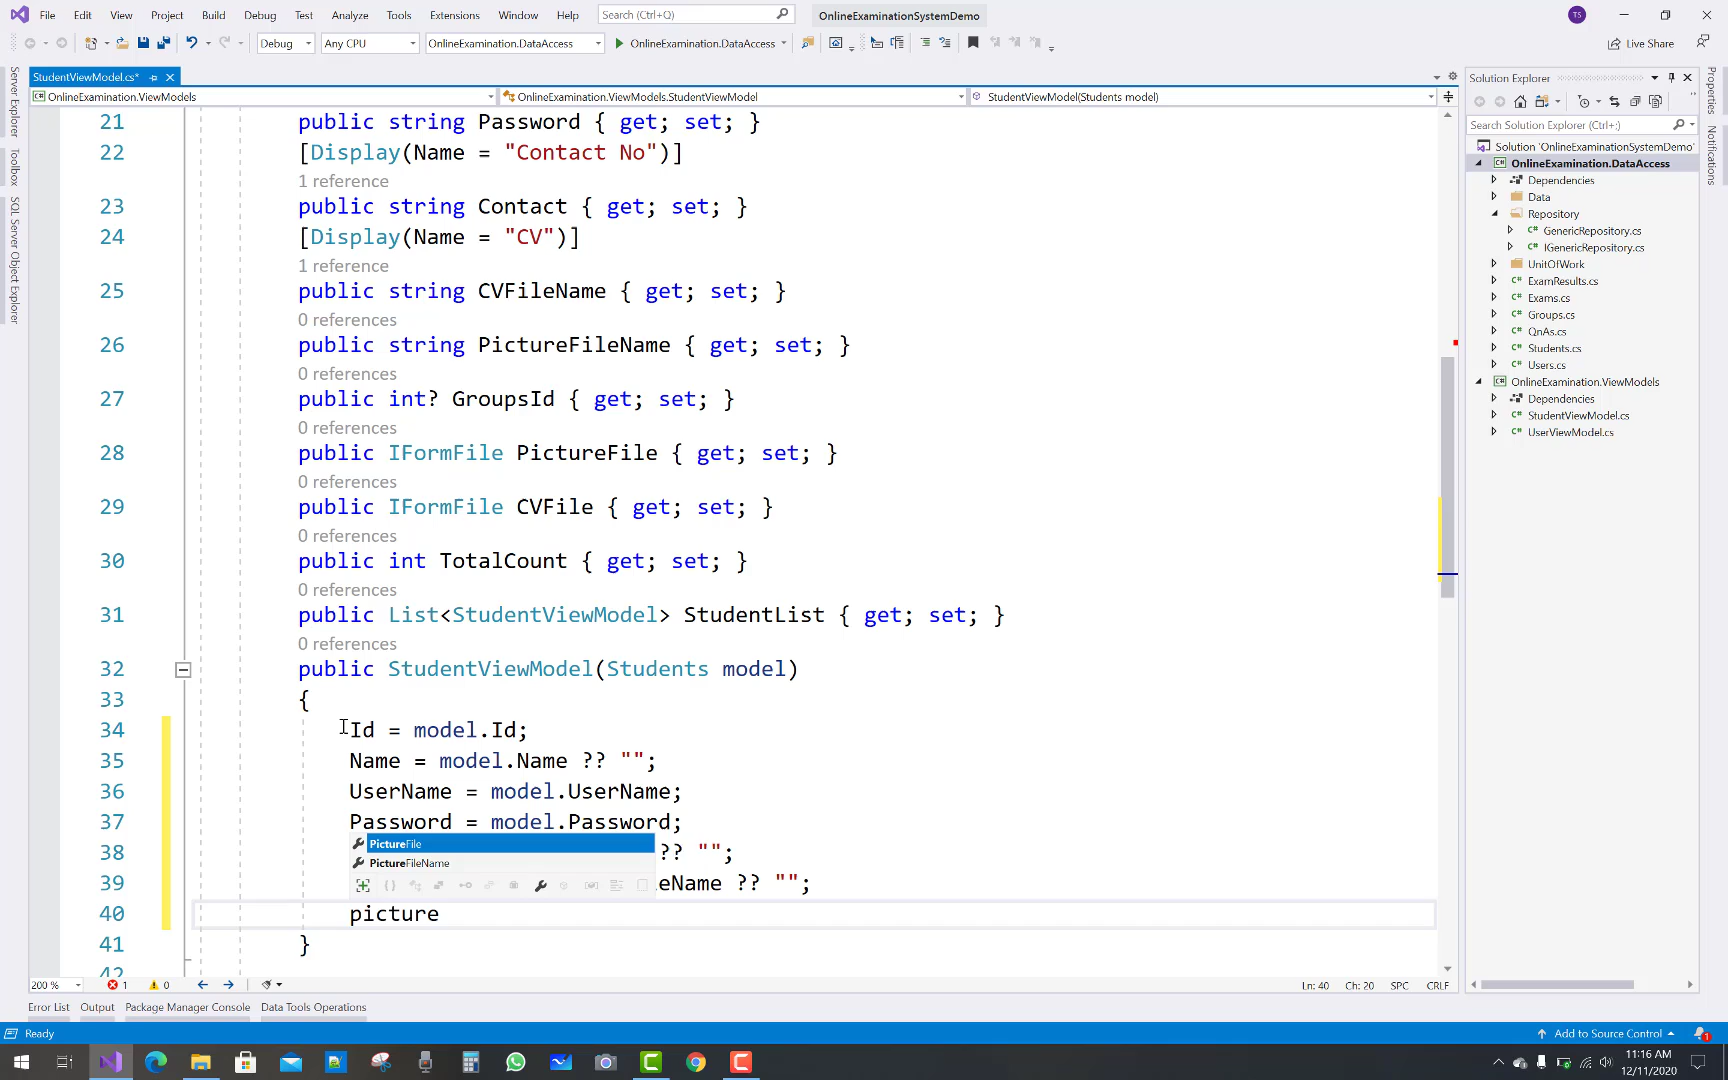 File Edit View Project Build Debug Test Analyze Tools Extensions Window Help Search (Ctrl+Q) OnlineExaminationSystemDemo TS
Debug Any CPU OnlineExamination.DataAccess OnlineExamination.DataAccess Live Share
StudentViewModel.cs*
OnlineExamination.ViewModels OnlineExamination.ViewModels.StudentViewModel StudentViewModel(Students model)
Server Explorer
Toolbox
SQL Server Object Explorer
21 public string Password { get; set; }
22 [Display(Name = "Contact No")]
1 reference
23 public string Contact { get; set; }
24 [Display(Name = "CV")]
1 reference
25 public string CVFileName { get; set; }
0 references
26 public string PictureFileName { get; set; }
0 references
27 public int? GroupsId { get; set; }
0 references
28 public IFormFile PictureFile { get; set; }
0 references
29 public IFormFile CVFile { get; set; }
0 references
30 public int TotalCount { get; set; }
0 references
31 public List<StudentViewModel> StudentList { get; set; }
0 references
32 public StudentViewModel(Students model)
33 {
34 Id = model.Id;
35 Name = model.Name ?? "";
36 UserName = model.UserName;
37 Password = model.Password;
38 ?? "";
39 eName ?? "";
40 picture
41 }
42
PictureFile
PictureFileName
Solution Explorer
Search Solution Explorer (Ctrl+;)
Solution 'OnlineExaminationSystemDemo'
OnlineExamination.DataAccess
Dependencies
Data
Repository
GenericRepository.cs
IGenericRepository.cs
UnitOfWork
ExamResults.cs
Exams.cs
Groups.cs
QnAs.cs
Students.cs
Users.cs
OnlineExamination.ViewModels
Dependencies
StudentViewModel.cs
UserViewModel.cs
Properties
Notifications
200 % 1 0 Ln: 40 Ch: 20 SPC CRLF
Error List Output Package Manager Console Data Tools Operations
Ready Add to Source Control 1
11:16 AM
12/11/2020